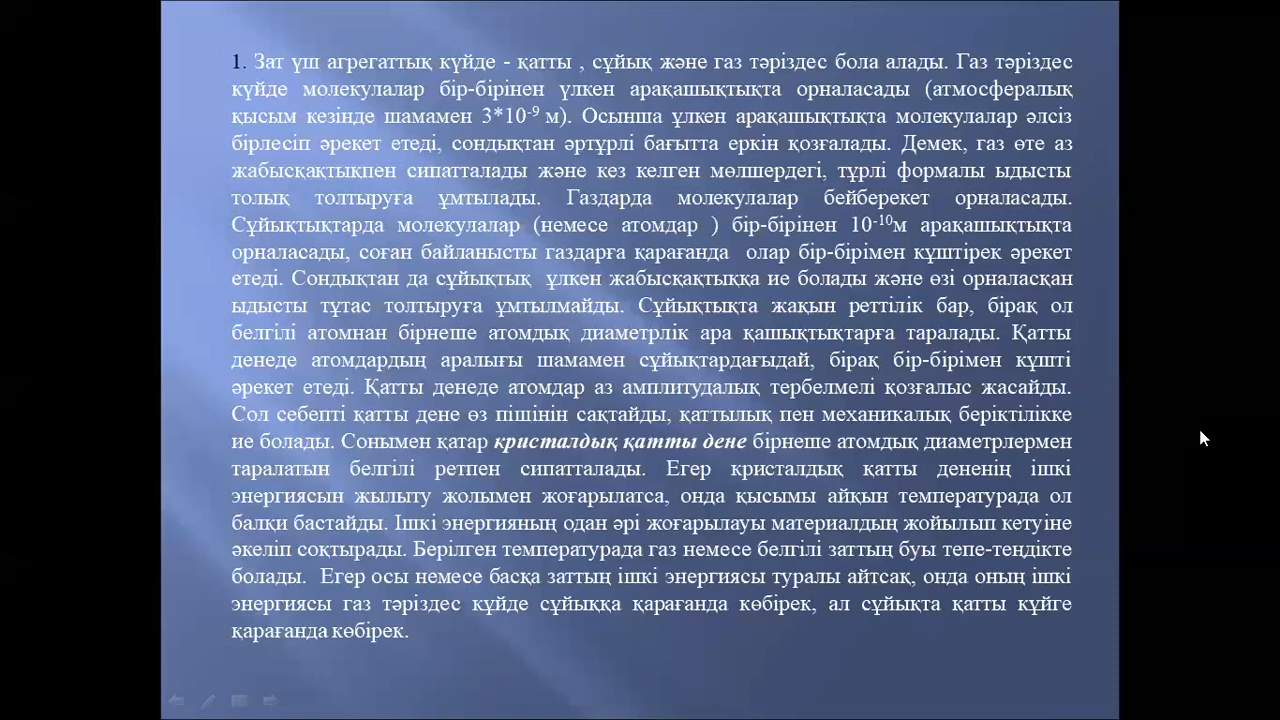 1. Зат үш агрегаттық күйде - қатты , сұйық және газ тәріздес бола алады. Газ тәріздес
күйде молекулалар бір-бірінен үлкен арақашықтықта орналасады (атмосфералық
қысым кезінде шамамен 3*10⁻⁹ м). Осынша ұлкен арақашықтықта молекулалар әлсіз
бірлесіп әрекет етеді, сондықтан әртұрлі бағытта еркін қозғалады. Демек, газ өте аз
жабысқақтықпен сипатталады және кез келген мөлшердегі, тұрлі формалы ыдысты
толық толтыруға ұмтылады. Газдарда молекулалар бейберекет орналасады.
Сұйықтықтарда молекулалар (немесе атомдар ) бір-бірінен 10⁻¹⁰м арақашықтықта
орналасады, соған байланысты газдарға қарағанда олар бір-бірімен құштірек әрекет
етеді. Сондықтан да сұйықтық ұлкен жабысқақтыққа ие болады және өзі орналасқан
ыдысты тұтас толтыруға ұмтылмайды. Сұйықтықта жақын реттілік бар, бірақ ол
белгілі атомнан бірнеше атомдық диаметрлік ара қашықтықтарға таралады. Қатты
денеде атомдардың аралығы шамамен сұйықтардағыдай, бірақ бір-бірімен құшті
әрекет етеді. Қатты денеде атомдар аз амплитудалық тербелмелі қозғалыс жасайды.
Сол себепті қатты дене өз пішінін сақтайды, қаттылық пен механикалық беріктілікке
ие болады. Сонымен қатар кристалдық қатты дене бірнеше атомдық диаметрлермен
таралатын белгілі ретпен сипатталады. Егер кристалдық қатты дененің ішкі
энергиясын жылыту жолымен жоғарылатса, онда қысымы айқын температурада ол
балқи бастайды. Ішкі энергияның одан әрі жоғарылауы материалдың жойылып кетуіне
әкеліп соқтырады. Берілген температурада газ немесе белгілі заттың буы тепе-тендікте
болады. Егер осы немесе басқа заттың ішкі энергиясы туралы айтсақ, онда оның ішкі
энергиясы газ тәріздес құйде сұйыққа қарағанда көбірек, ал сұйықта қатты құйге
қарағанда көбірек.